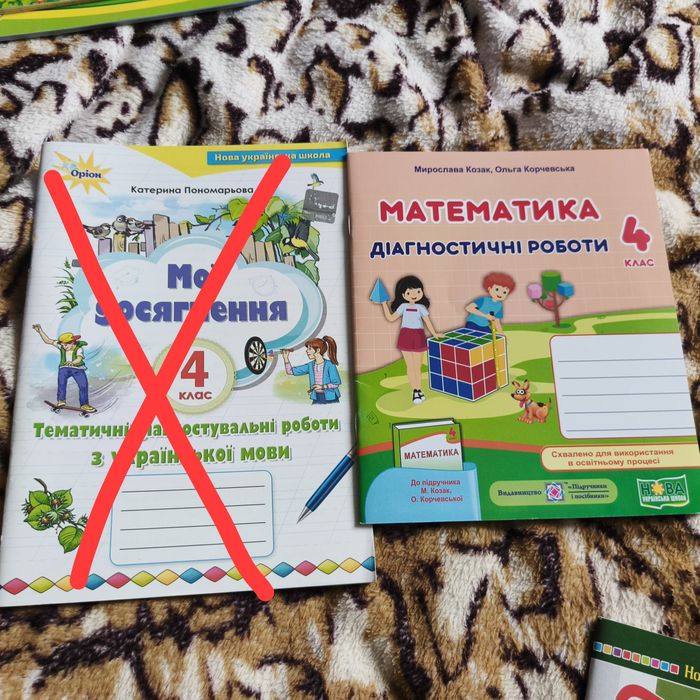 Нова українська школа
Оріон
Катерина Пономарьова
Мої
досягнення
4
клас
Тематичні діагностувальні роботи
з української мови
Мирослава Козак, Ольга Корчевська
МАТЕМАТИКА
ДІАГНОСТИЧНІ РОБОТИ
4
КЛАС
4
МАТЕМАТИКА
До підручника
М. Козак,
О. Корчевської
Схвалено для використання
в освітньому процесі
Видавництво
«Підручники
і посібники»
НОВА
УКРАЇНСЬКА ШКОЛА
Но